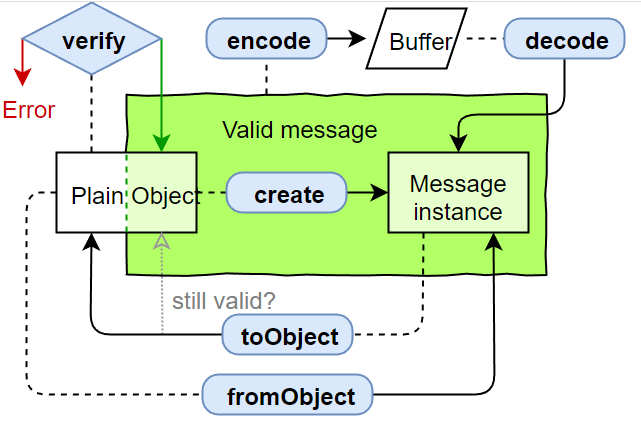 verify
encode
Buffer
decode
Error
Valid message
Plain Object
create
Message
instance
still valid?
toObject
fromObject